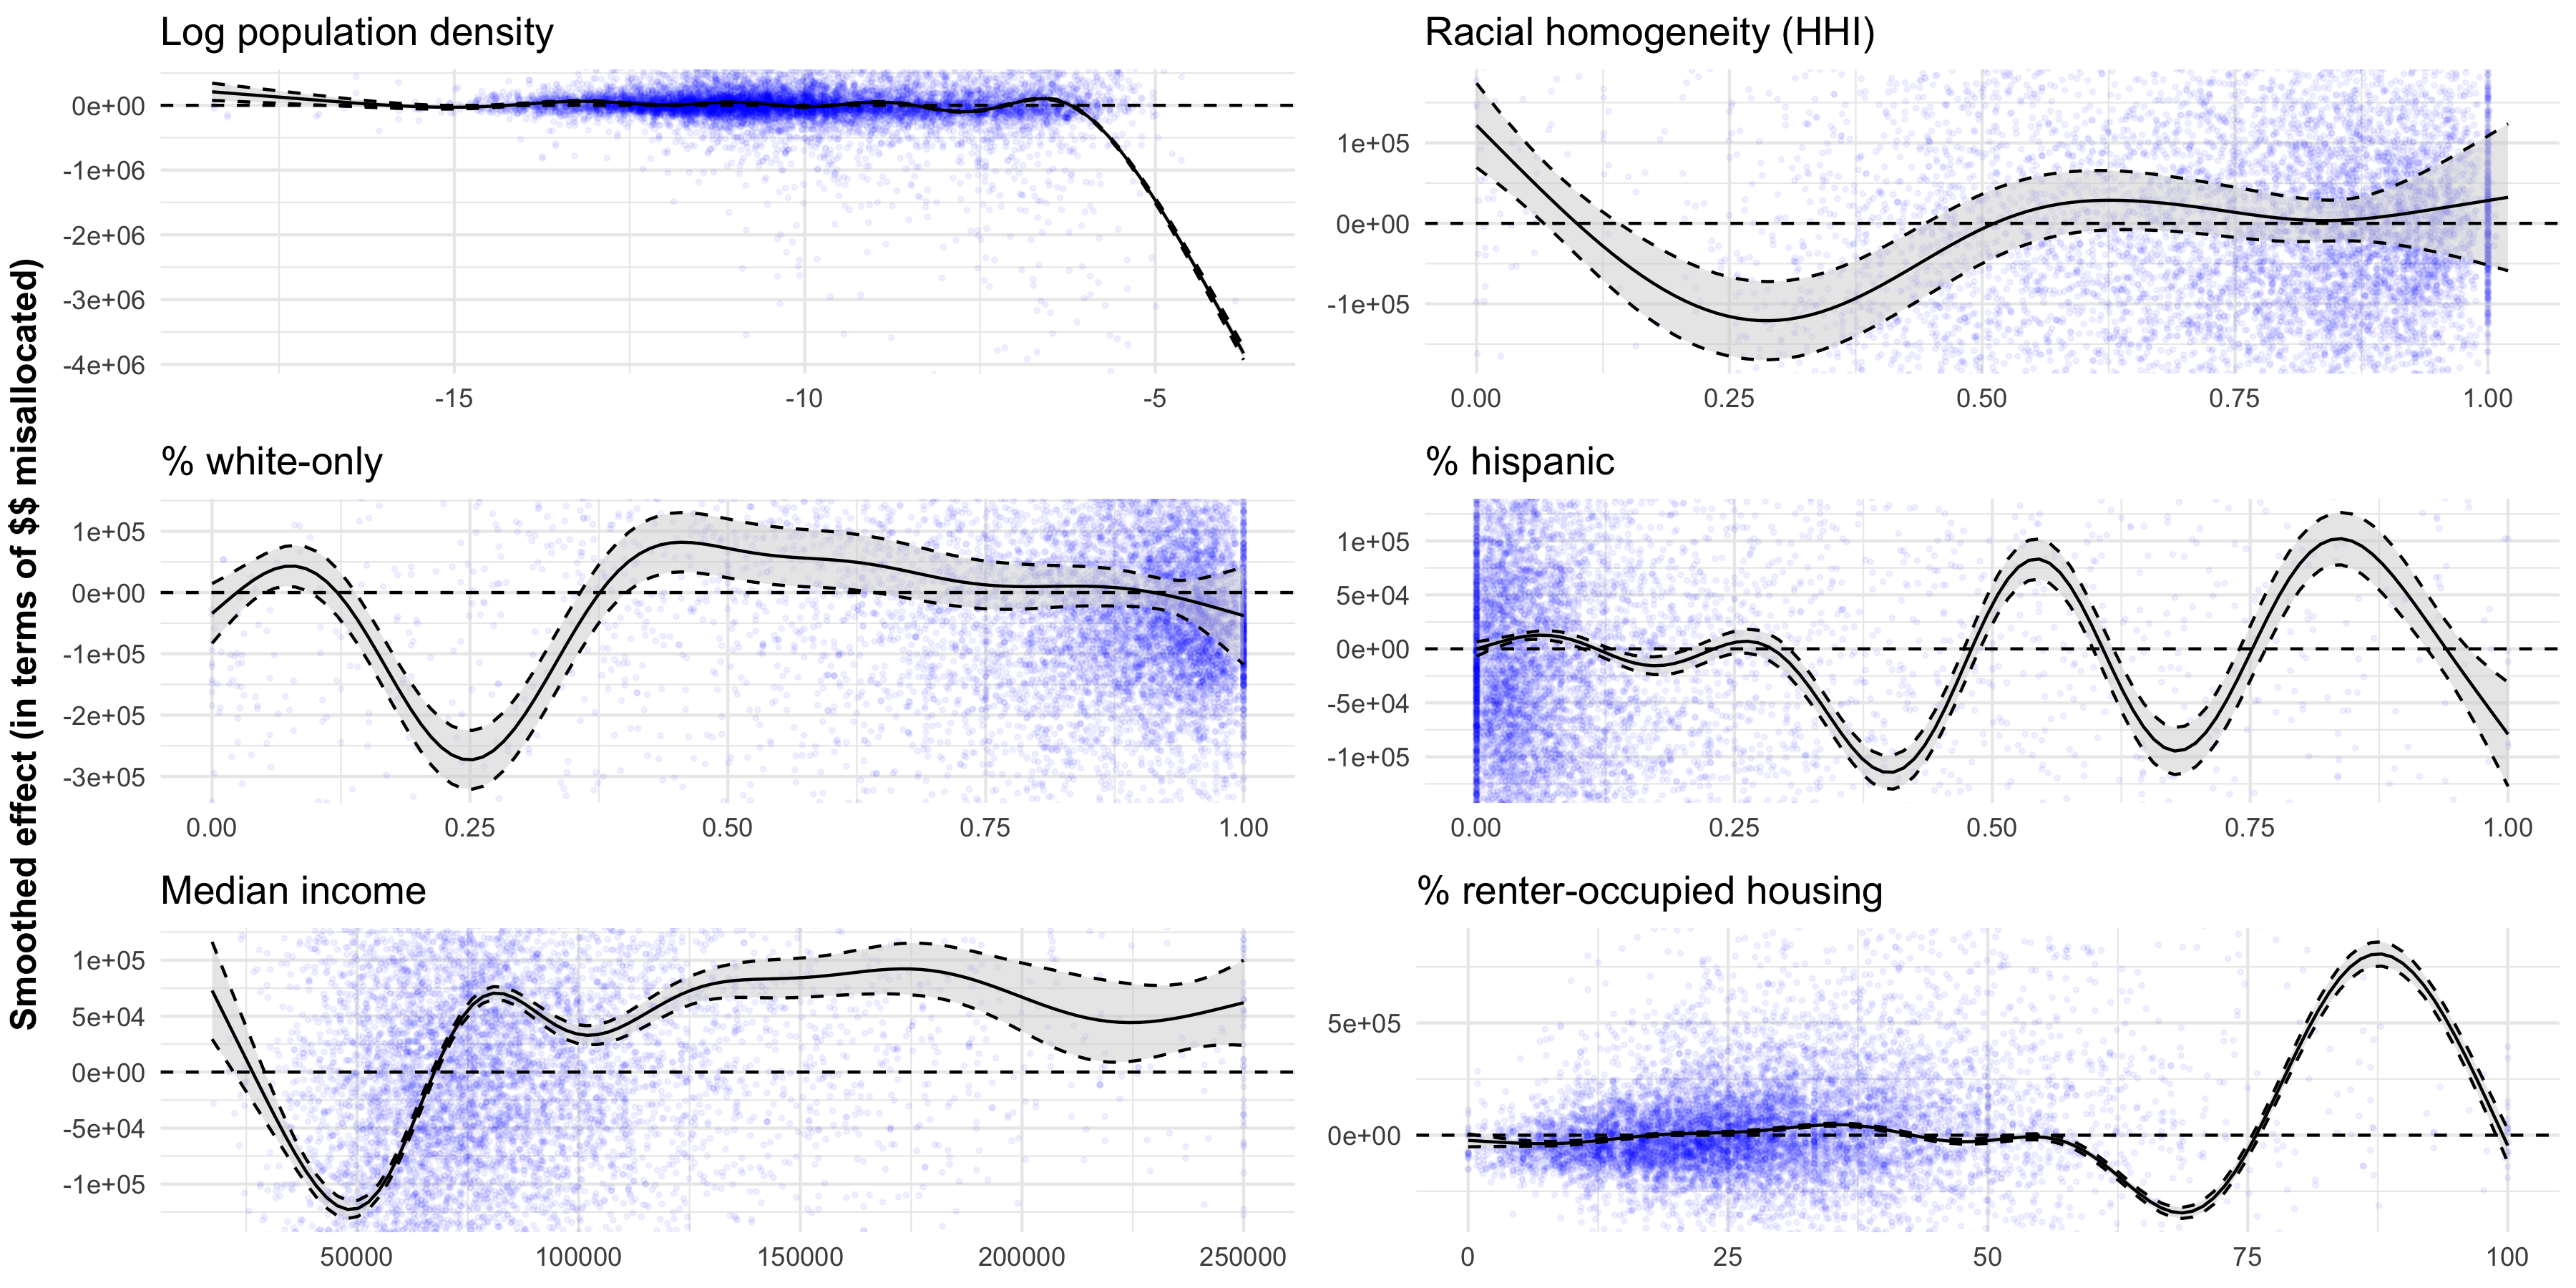 Smoothed effect (in terms of $$ misallocated)
Log population density
0e+00
-1e+06
-2e+06
-3e+06
-4e+06
-15 -10 -5
Racial homogeneity (HHI)
1e+05
0e+00
-1e+05
0.00 0.25 0.50 0.75 1.00
% white-only
1e+05
0e+00
-1e+05
-2e+05
-3e+05
0.00 0.25 0.50 0.75 1.00
% hispanic
1e+05
5e+04
0e+00
-5e+04
-1e+05
0.00 0.25 0.50 0.75 1.00
Median income
1e+05
5e+04
0e+00
-5e+04
-1e+05
50000 100000 150000 200000 250000
% renter-occupied housing
5e+05
0e+00
0 25 50 75 100